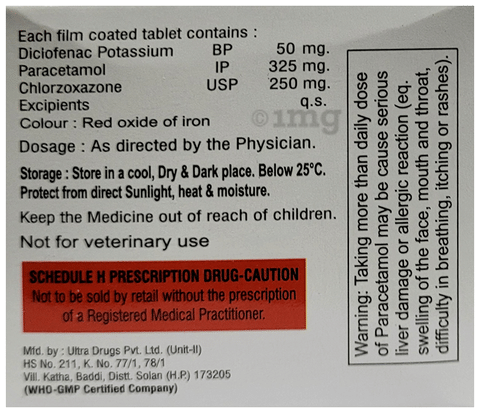 Each film coated tablet contains :
Diclofenac Potassium BP 50 mg.
Paracetamol IP 325 mg.
Chlorzoxazone USP 250 mg.
Excipients q.s.
Colour : Red oxide of iron
1mg
Dosage : As directed by the Physician.
Storage : Store in a cool, Dry & Dark place. Below 25°C.
Protect from direct Sunlight, heat & moisture.
Keep the Medicine out of reach of children.
Not for veterinary use
SCHEDULE H PRESCRIPTION DRUG-CAUTION
Not to be sold by retail without the prescription
of a Registered Medical Practitioner.
Mfd. by : Ultra Drugs Pvt. Ltd. (Unit-II)
HS No. 211, K. No. 77/1, 78/1
Vill. Katha, Baddi, Distt. Solan (H.P.) 173205
(WHO-GMP Certified Company)
Warning: Taking more than daily dose
of Paracetamol may be cause serious
liver damage or allergic reaction (eq.
swelling of the face, mouth and throat,
difficulty in breathing, itching or rashes).